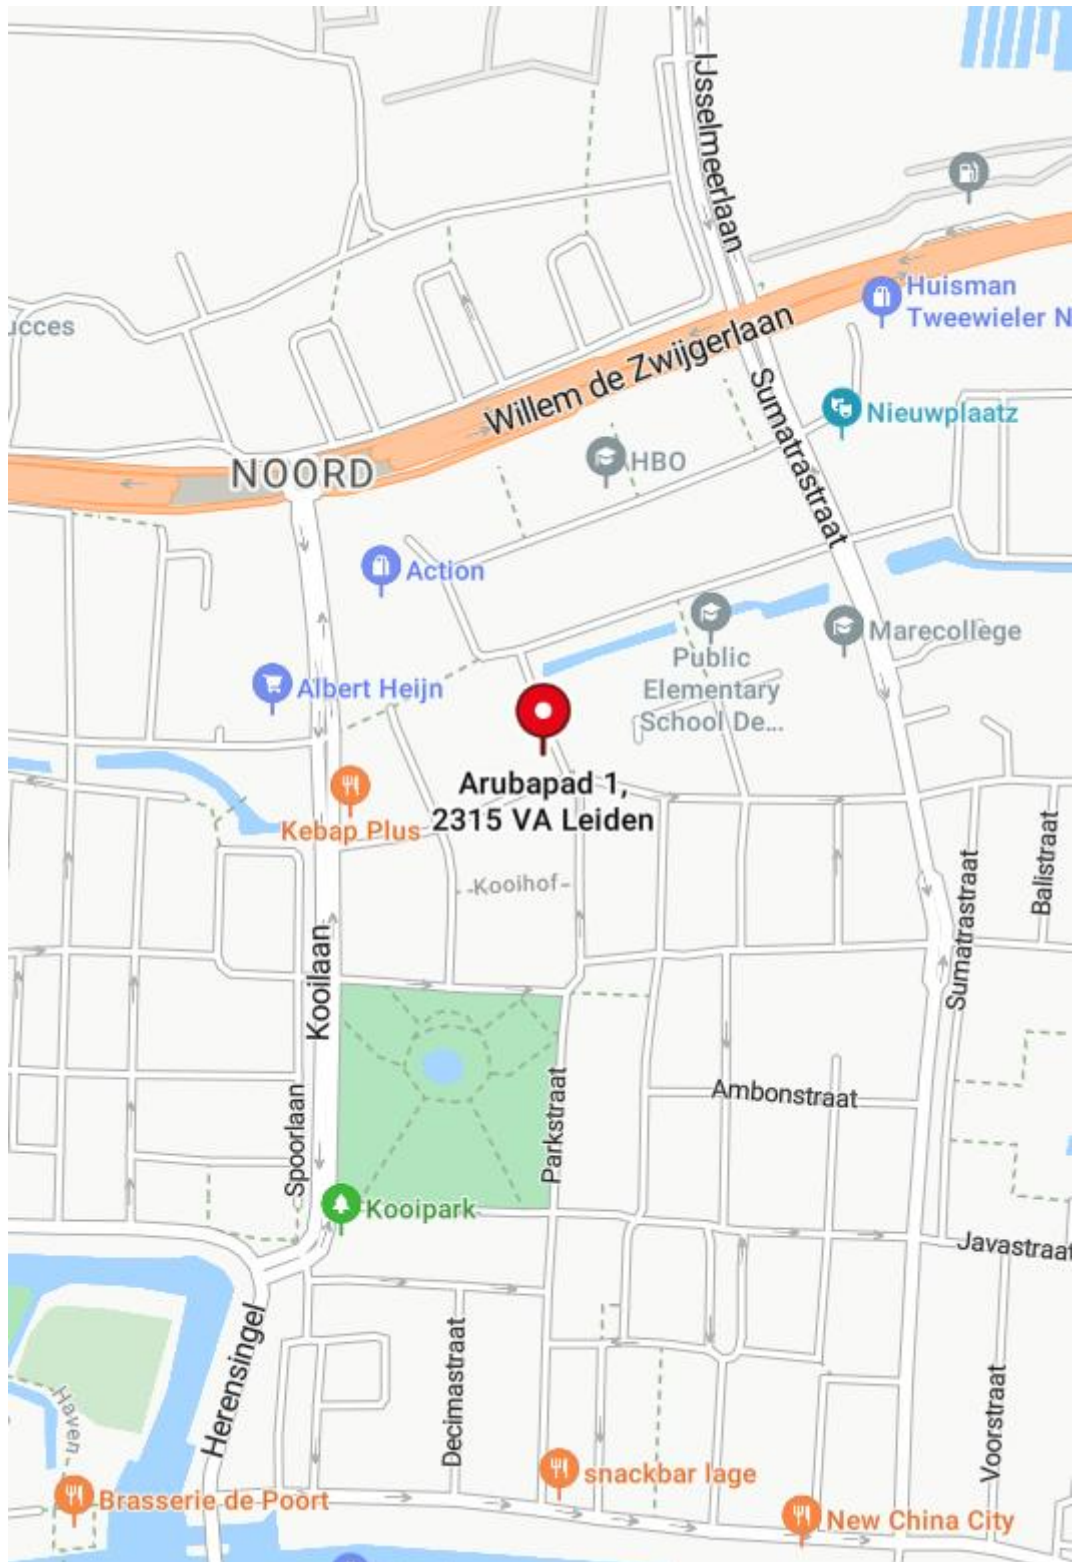 IJsselmeerlaan
Huisman
Tweewieler N
ucces
Willem de Zwijgerlaan
Sumatrastraat
Nieuwplaatz
HBO
NOORD
Action
Marecollege
Public
Elementary
School De...
Albert Heijn
Arubapad 1,
2315 VA Leiden
Kebap Plus
Kooihof
Balistraat
Sumatrastraat
Kooilaan
Ambonstraat
Parkstraat
Spoorlaan
Kooipark
Javastraat
Herensingel
Decimastraat
Haven
Voorstraat
snackbar lage
Brasserie de Poort
New China City